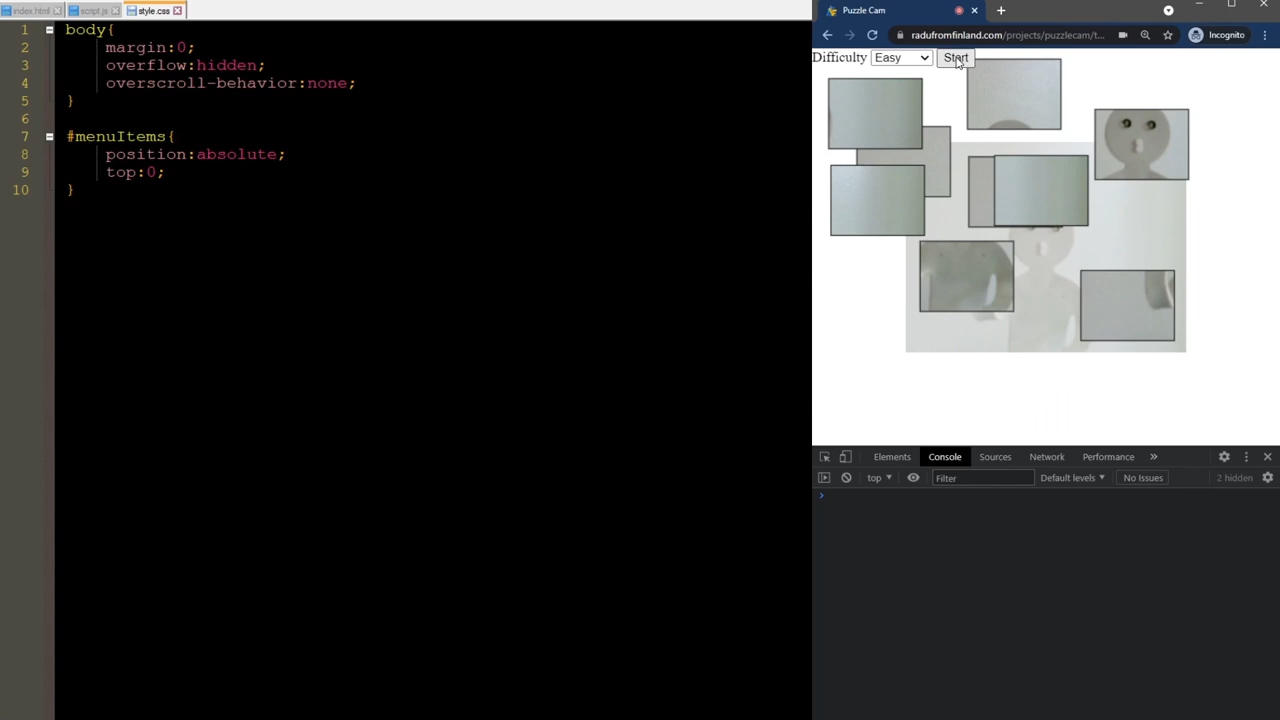 index.html script.js style.css
1 body{
2 margin:0;
3 overflow:hidden;
4 overscroll-behavior:none;
5 }
6
7 #menuItems{
8 position:absolute;
9 top:0;
10 }
Puzzle Cam
radufromfinland.com/projects/puzzlecam/t... Incognito
Difficulty Easy Start
Elements Console Sources Network Performance »
top Filter Default levels No Issues 2 hidden